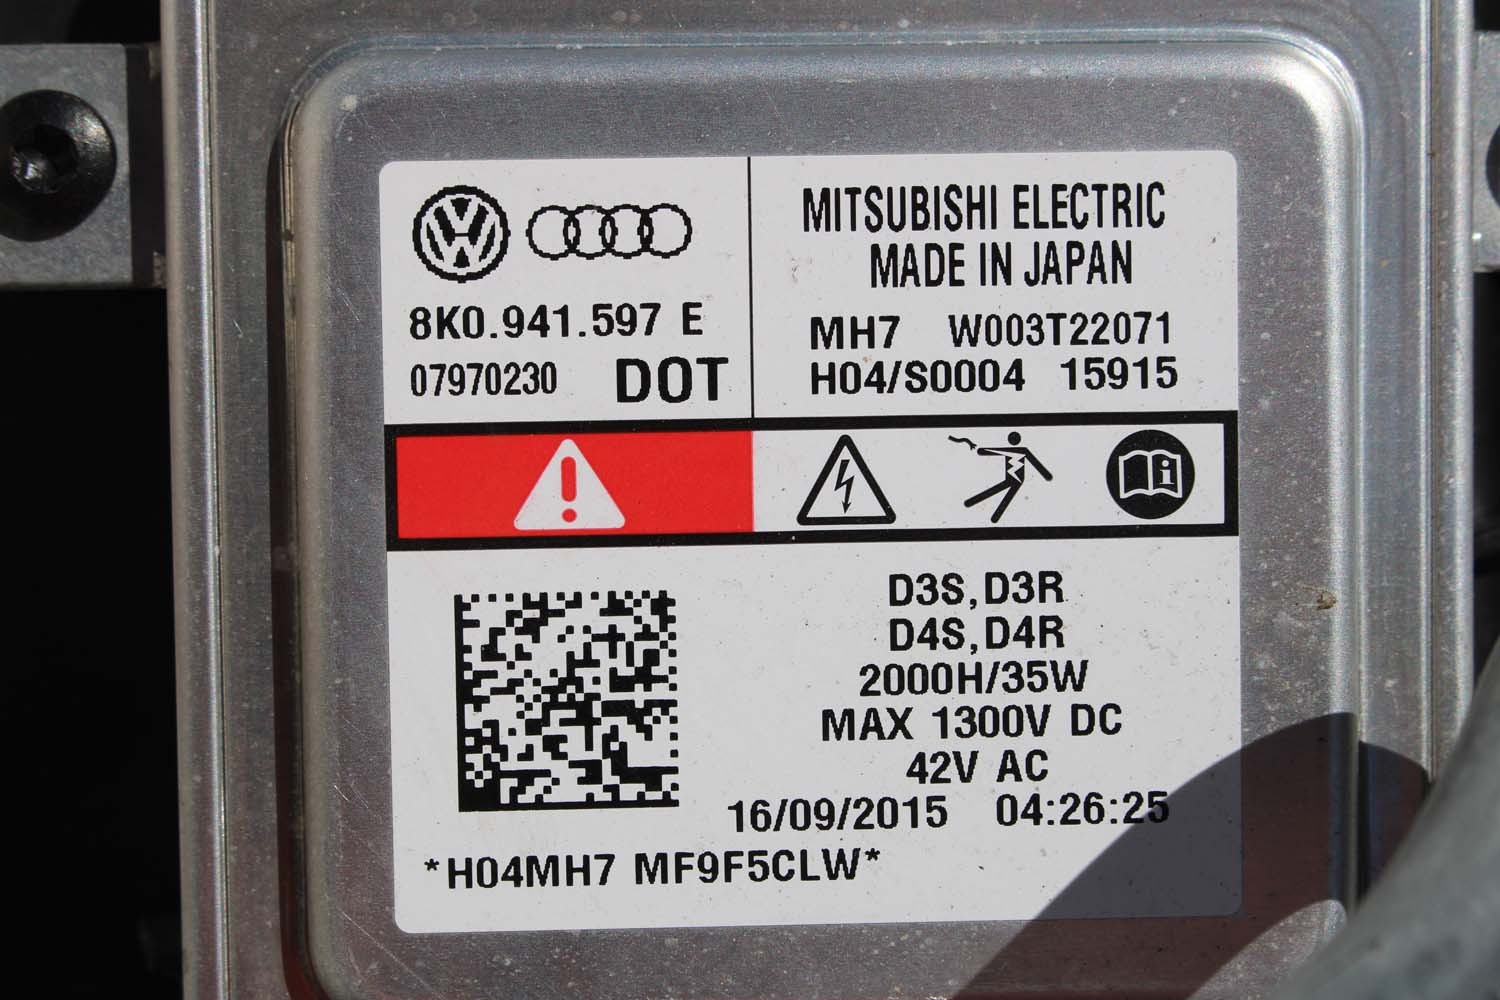 8K0.941.597 E
07970230 DOT
MITSUBISHI ELECTRIC
MADE IN JAPAN
MH7 W003T22071
H04/S0004 15915
D3S,D3R
D4S,D4R
2000H/35W
MAX 1300V DC
42V AC
16/09/2015 04:26:25
*H04MH7 MF9F5CLW*